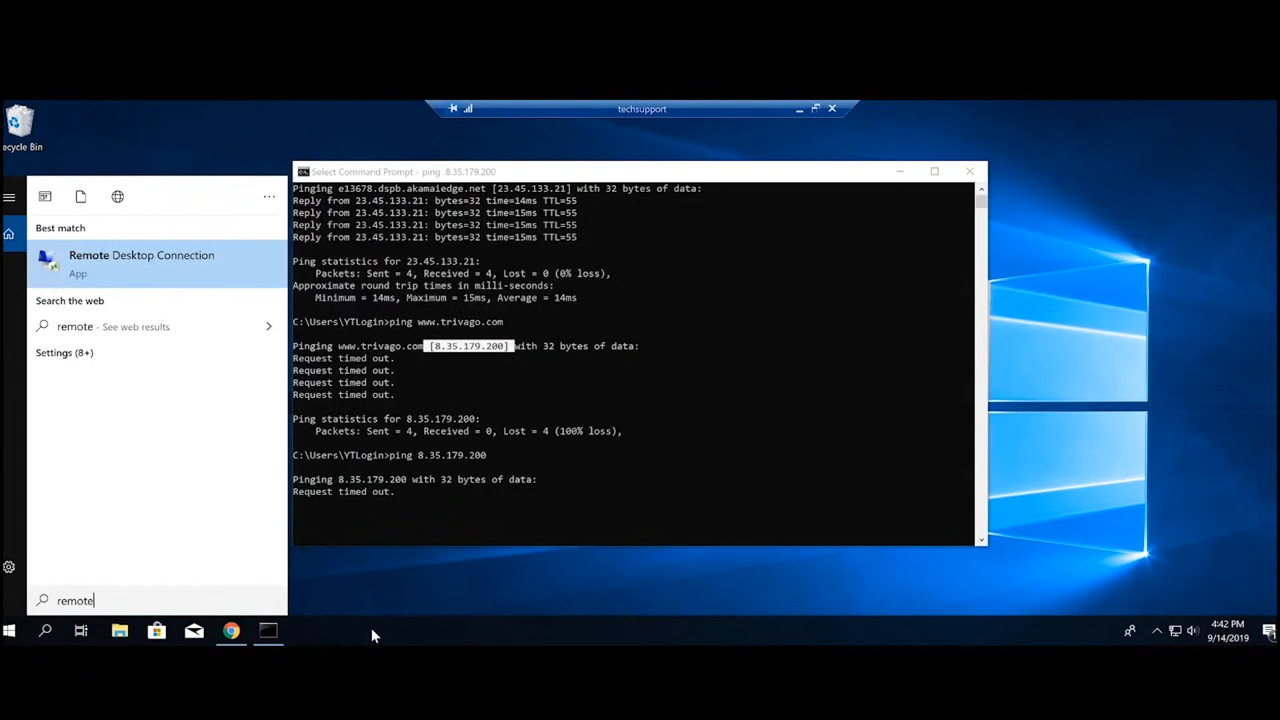 techsupport
ecycle Bin
Best match
Remote Desktop Connection
App
Search the web
remote - See web results
Settings (8+)
remote
Select Command Prompt - ping 8.35.179.200
Pinging e13678.dspb.akamaiedge.net [23.45.133.21] with 32 bytes of data:
Reply from 23.45.133.21: bytes=32 time=14ms TTL=55
Reply from 23.45.133.21: bytes=32 time=15ms TTL=55
Reply from 23.45.133.21: bytes=32 time=15ms TTL=55
Reply from 23.45.133.21: bytes=32 time=15ms TTL=55
Ping statistics for 23.45.133.21:
Packets: Sent = 4, Received = 4, Lost = 0 (0% loss),
Approximate round trip times in milli-seconds:
Minimum = 14ms, Maximum = 15ms, Average = 14ms
C:\Users\YTLogin>ping www.trivago.com
Pinging www.trivago.com [8.35.179.200] with 32 bytes of data:
Request timed out.
Request timed out.
Request timed out.
Request timed out.
Ping statistics for 8.35.179.200:
Packets: Sent = 4, Received = 0, Lost = 4 (100% loss),
C:\Users\YTLogin>ping 8.35.179.200
Pinging 8.35.179.200 with 32 bytes of data:
Request timed out.
4:42 PM
9/14/2019